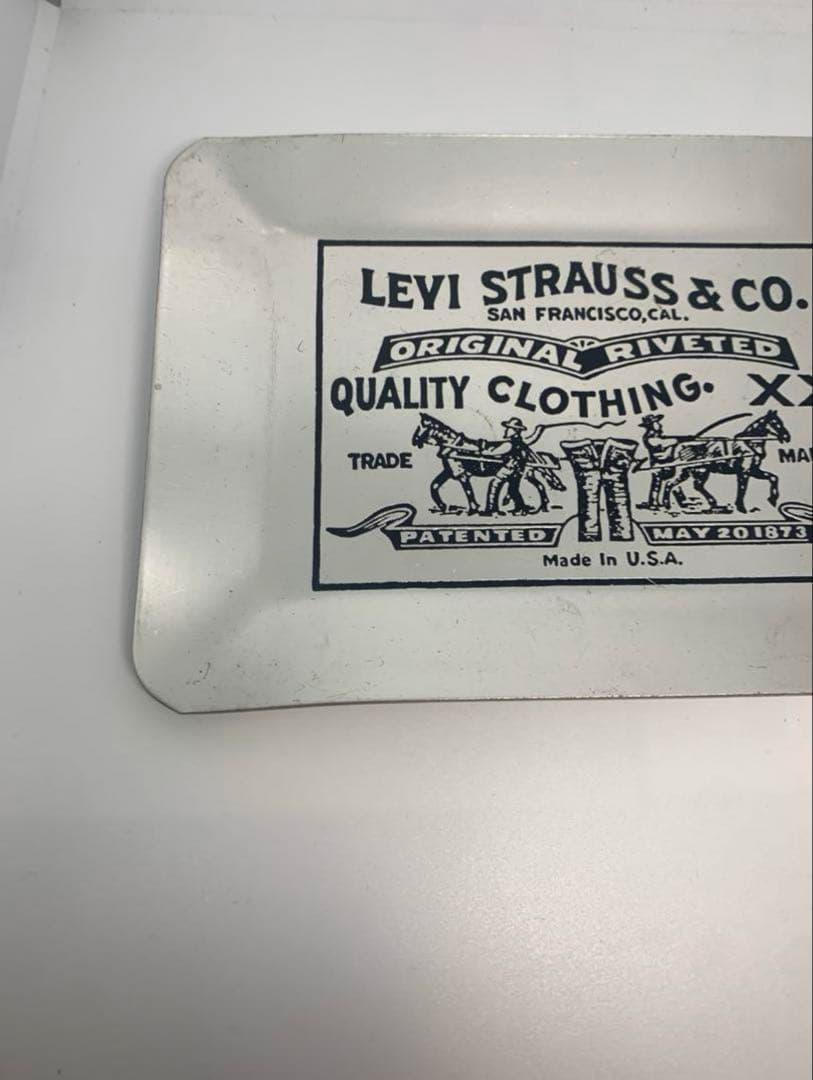 LEVI STRAUSS & CO.
SAN FRANCISCO, CAL.
ORIGINAL RIVETED
QUALITY CLOTHING.
TRADE
PATENTED MAY 20 1873
Made In U.S.A.